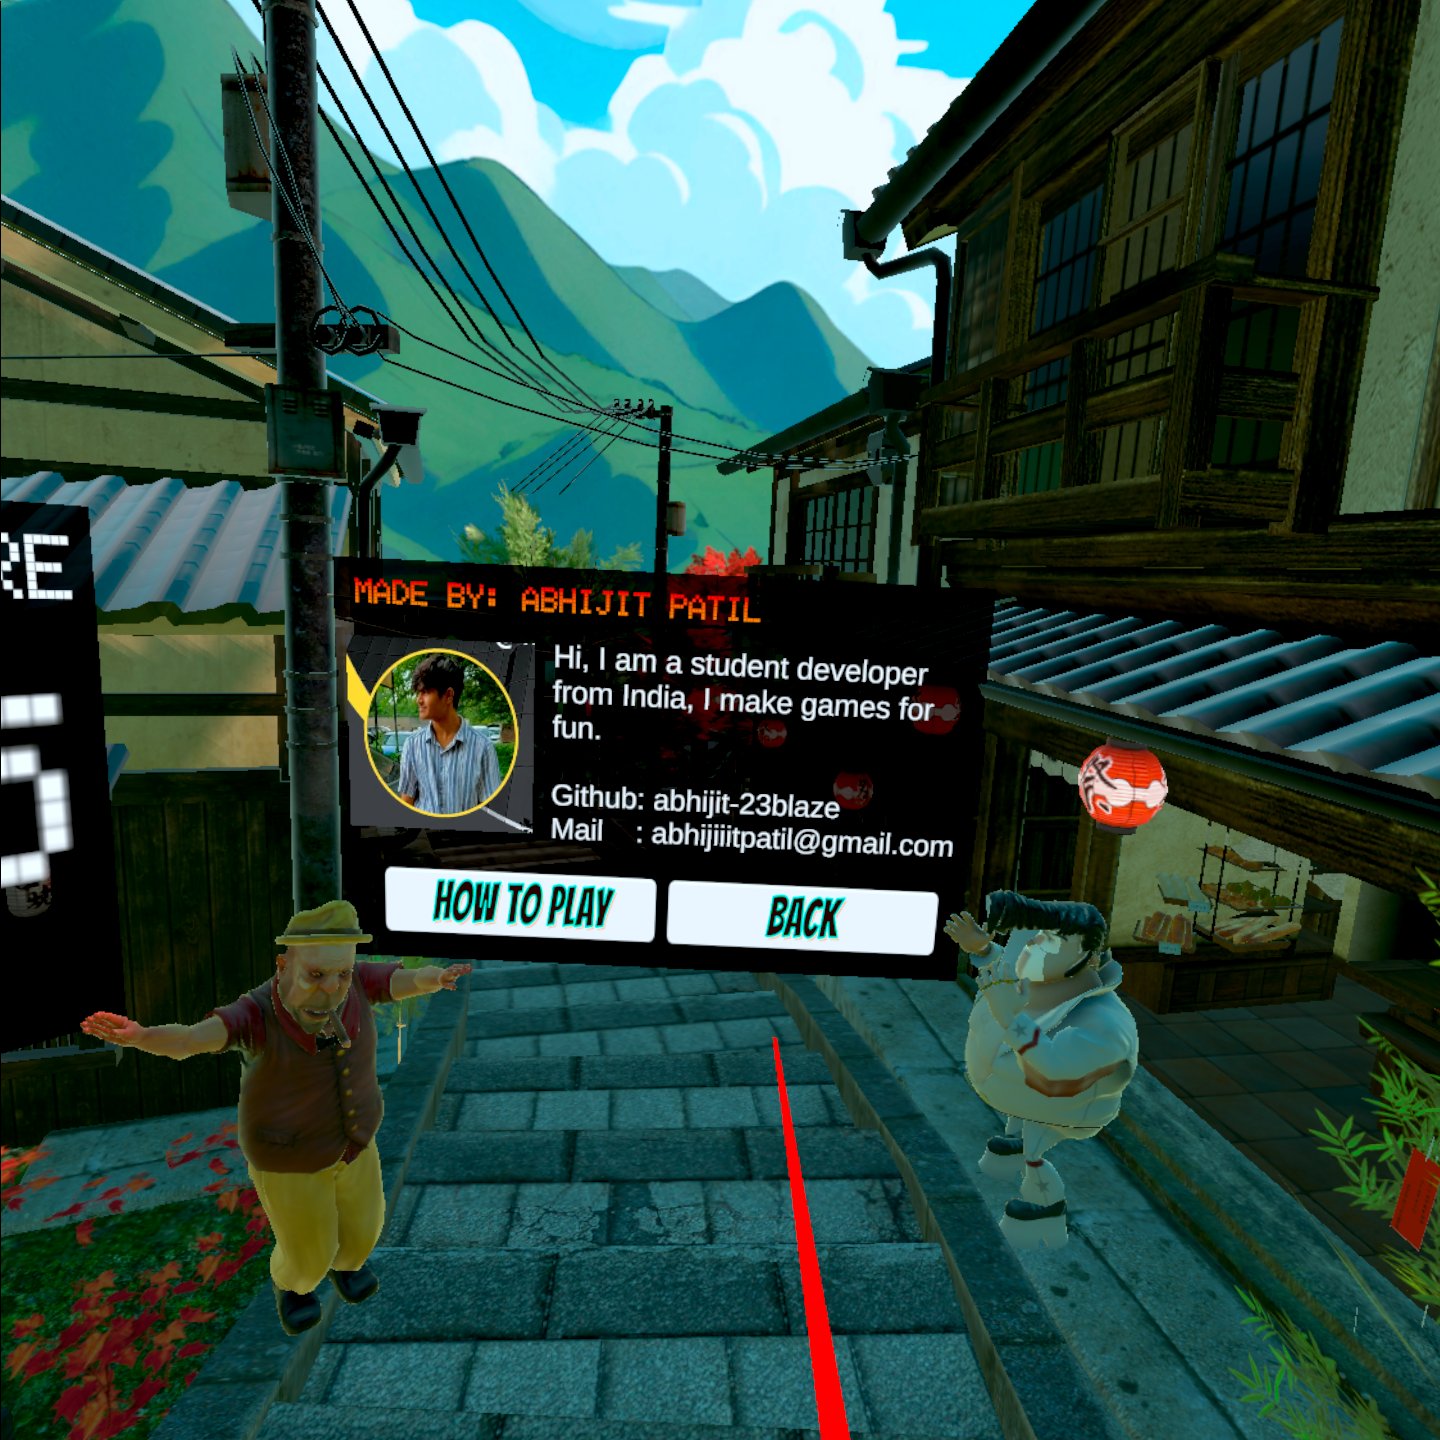 RE
MADE BY: ABHIJIT PATIL
Hi, I am a student developer
from India, I make games for
fun.
Github: abhijit-23blaze
Mail : abhijiiitpatil@gmail.com
HOW TO PLAY
BACK